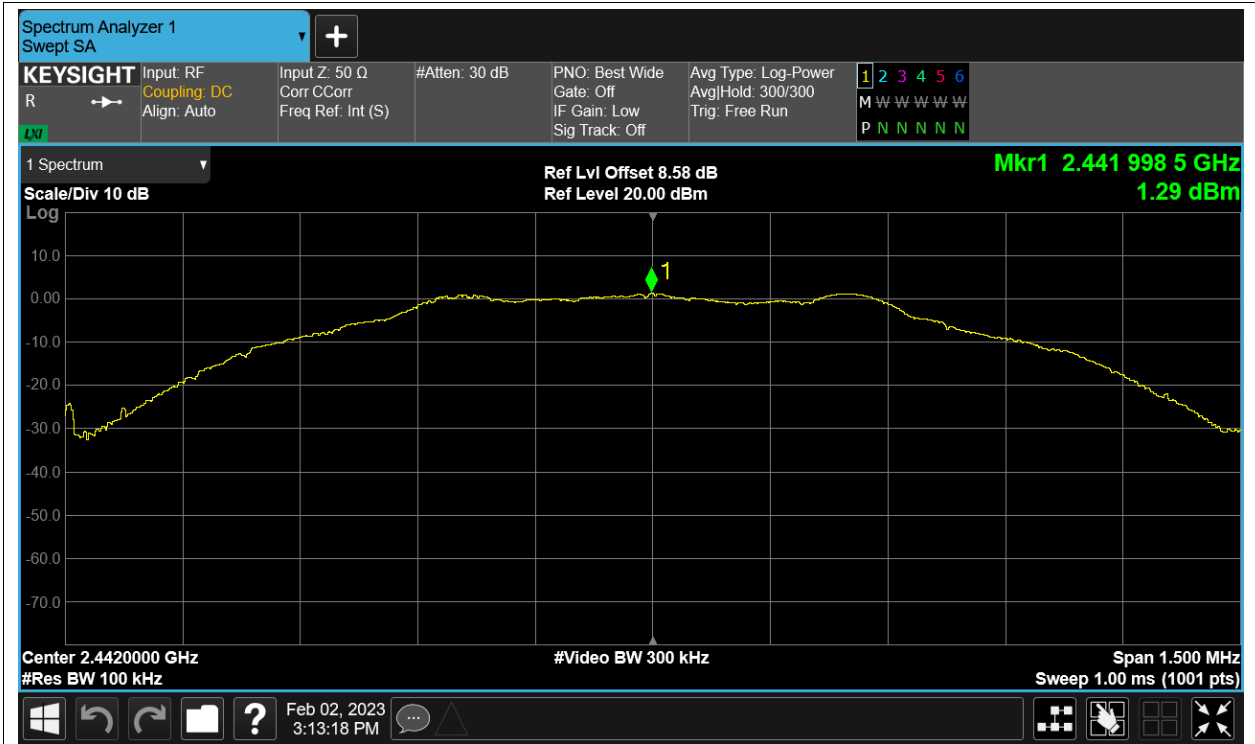 Spectrum Analyzer 1
Swept SA
KEYSIGHT
R
LXI
Input: RF
Coupling: DC
Align: Auto
Input Z: 50 Ω
Corr CCorr
Freq Ref: Int (S)
#Atten: 30 dB
PNO: Best Wide
Gate: Off
IF Gain: Low
Sig Track: Off
Avg Type: Log-Power
Avg|Hold: 300/300
Trig: Free Run
1 2 3 4 5 6
M W W W W W
P N N N N N
1 Spectrum
Scale/Div 10 dB
Log
Ref Lvl Offset 8.58 dB
Ref Level 20.00 dBm
Mkr1 2.441 998 5 GHz
1.29 dBm
10.0
0.00
-10.0
-20.0
-30.0
-40.0
-50.0
-60.0
-70.0
1
Center 2.4420000 GHz
#Res BW 100 kHz
#Video BW 300 kHz
Span 1.500 MHz
Sweep 1.00 ms (1001 pts)
?
Feb 02, 2023
3:13:18 PM